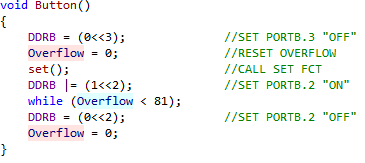 void Button()
{
DDRB = (0<<3); //SET PORTB.3 "OFF"
Overflow = 0; //RESET OVERFLOW
set(); //CALL SET FCT
DDRB |= (1<<2); //SET PORTB.2 "ON"
while (Overflow < 81);
DDRB = (0<<2); //SET PORTB.2 "OFF"
Overflow = 0;
}